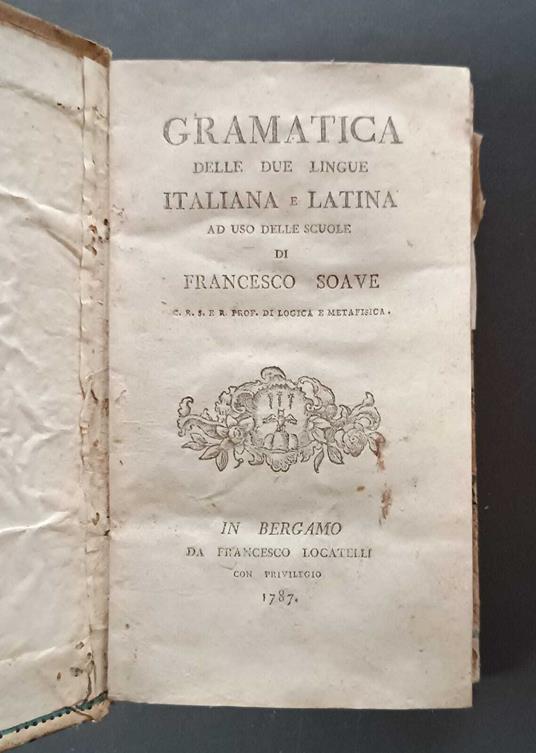 GRAMATICA
DELLE DUE LINGUE
ITALIANA E LATINA
AD USO DELLE SCUOLE
DI
FRANCESCO SOAVE
C. R. S. E R. PROF. DI LOGICA E METAFISICA.
IN BERGAMO
DA FRANCESCO LOCATELLI
CON PRIVILEGIO
1787.